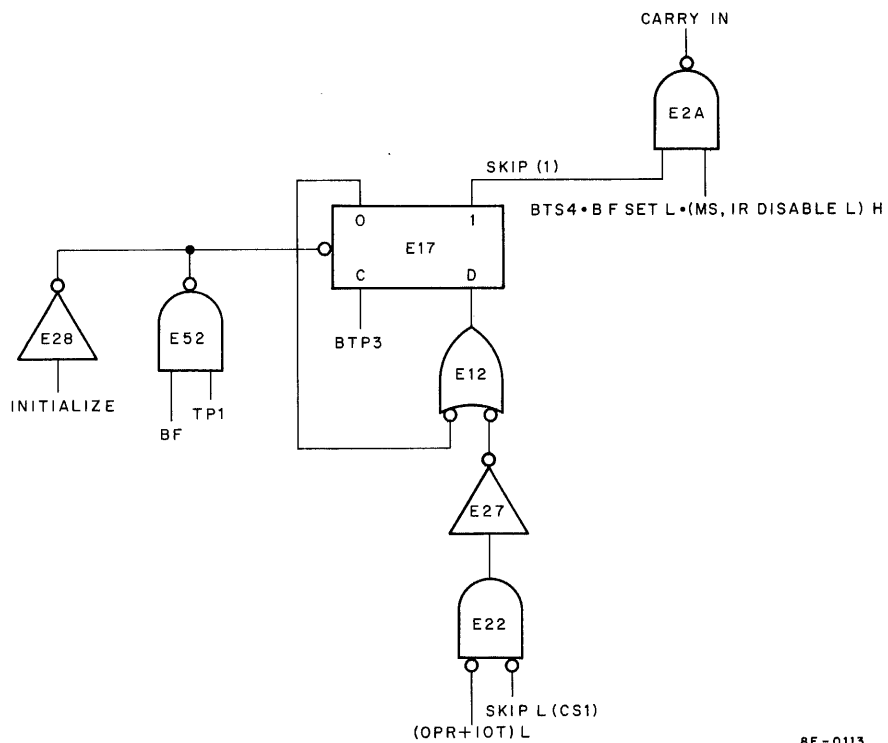 CARRY IN
E2A
SKIP (1)
BTS4•BF SET L•(MS, IR DISABLE L) H
0 1
E17
C D
E28
E52
BTP3
E12
INITIALIZE
TP1
BF
E27
E22
SKIP L (CS1)
(OPR+IOT) L
8E-0113